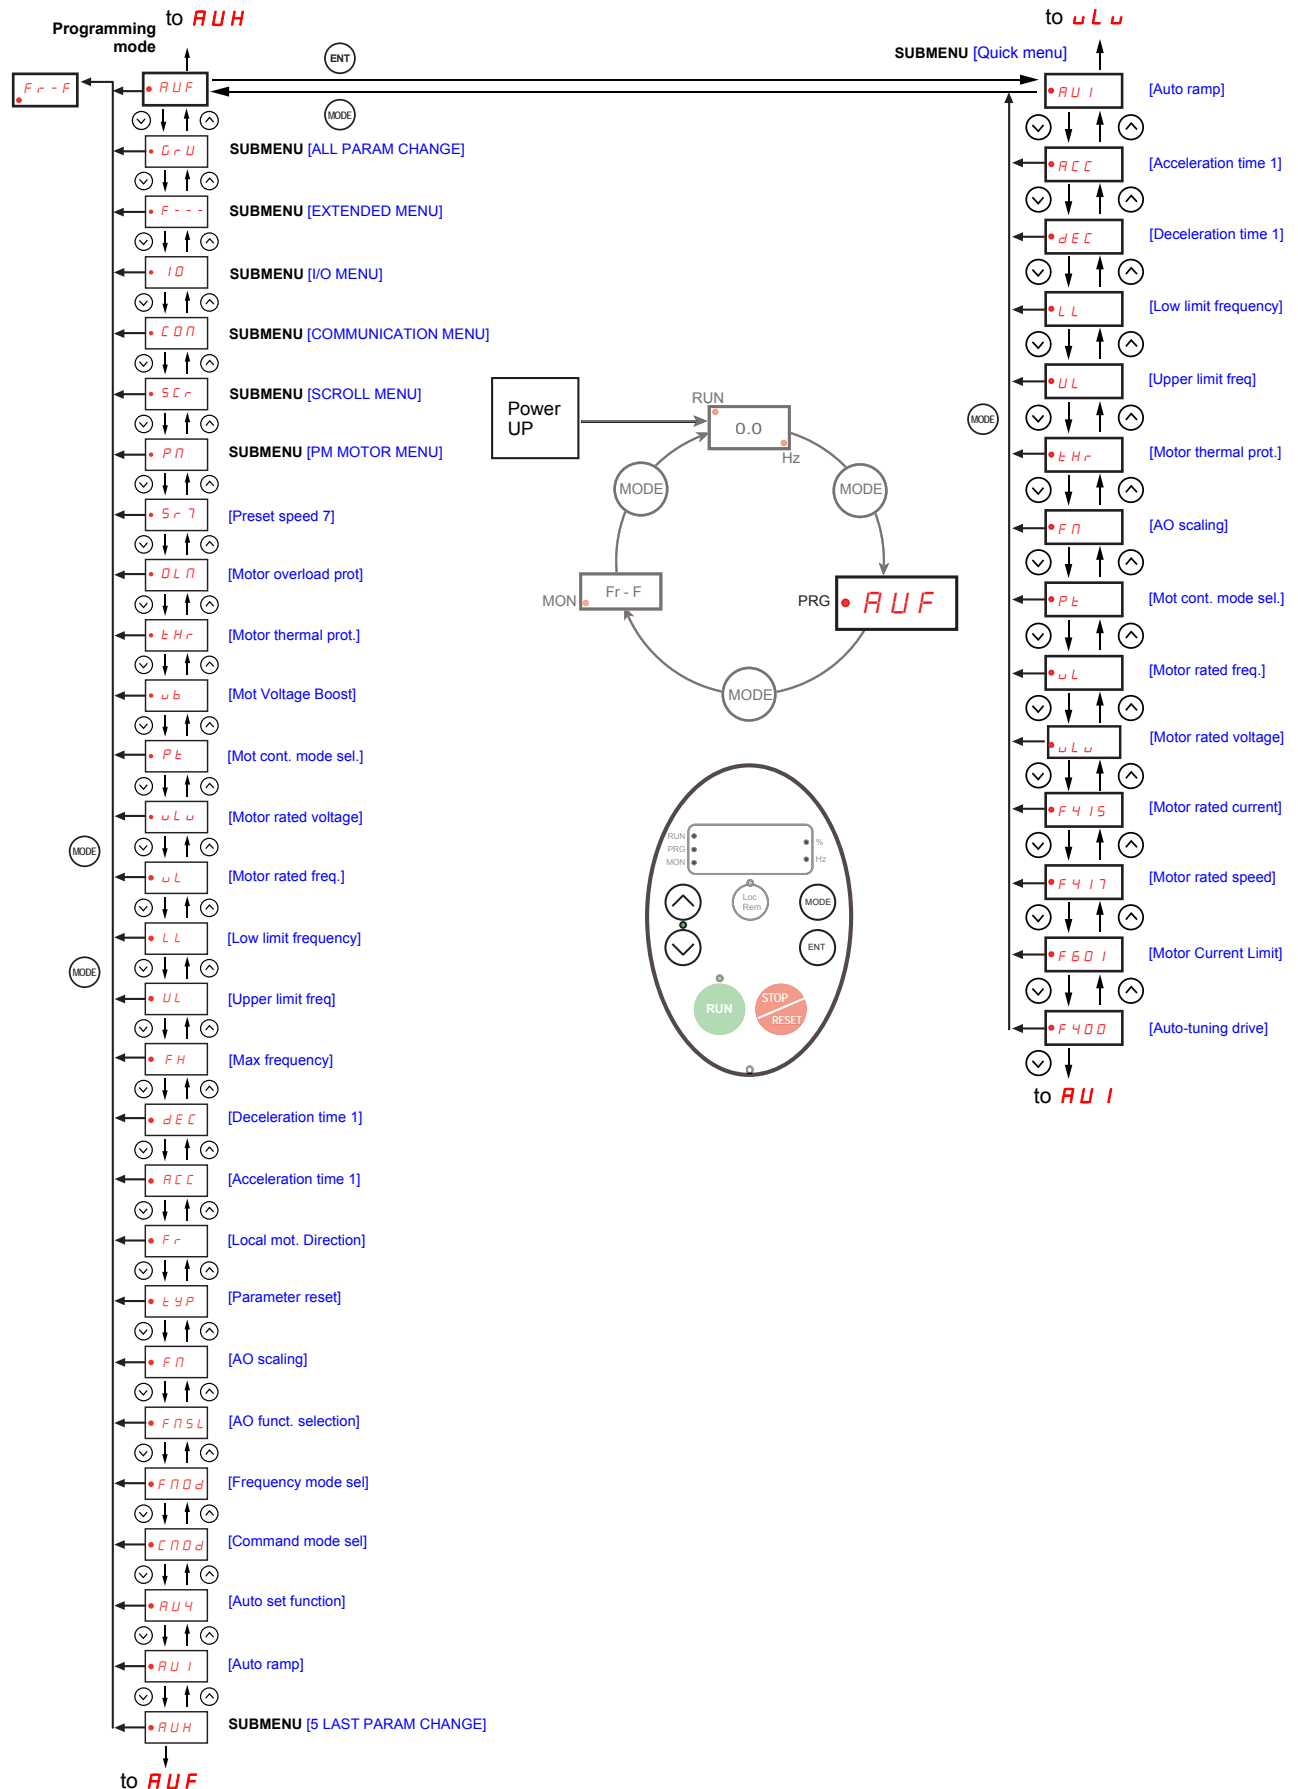 Programming
mode
to AUH
Fr-F
AUF
ENT
MODE
GrU
SUBMENU [ALL PARAM CHANGE]
F---
SUBMENU [EXTENDED MENU]
IO
SUBMENU [I/O MENU]
COM
SUBMENU [COMMUNICATION MENU]
SCr
SUBMENU [SCROLL MENU]
PM
SUBMENU [PM MOTOR MENU]
Sr7
[Preset speed 7]
OLM
[Motor overload prot]
tHr
[Motor thermal prot.]
ub
[Mot Voltage Boost]
Pt
[Mot cont. mode sel.]
uLu
[Motor rated voltage]
MODE
uL
[Motor rated freq.]
LL
[Low limit frequency]
MODE
UL
[Upper limit freq]
FH
[Max frequency]
dEC
[Deceleration time 1]
ACC
[Acceleration time 1]
Fr
[Local mot. Direction]
tYP
[Parameter reset]
FM
[AO scaling]
FMSL
[AO funct. selection]
FMOd
[Frequency mode sel]
CMOd
[Command mode sel]
AU4
[Auto set function]
AU1
[Auto ramp]
AUH
SUBMENU [5 LAST PARAM CHANGE]
to AUF
Power
UP
RUN
0.0
Hz
MODE
MODE
MON
Fr - F
PRG
AUF
MODE
RUN
PRG
MON
%
Hz
Loc
Rem
MODE
ENT
RUN
STOP
RESET
to uLu
SUBMENU [Quick menu]
AU1
[Auto ramp]
ACC
[Acceleration time 1]
dEC
[Deceleration time 1]
LL
[Low limit frequency]
UL
[Upper limit freq]
MODE
tHr
[Motor thermal prot.]
FM
[AO scaling]
Pt
[Mot cont. mode sel.]
uL
[Motor rated freq.]
uLu
[Motor rated voltage]
F415
[Motor rated current]
F417
[Motor rated speed]
F601
[Motor Current Limit]
F400
[Auto-tuning drive]
to AU1